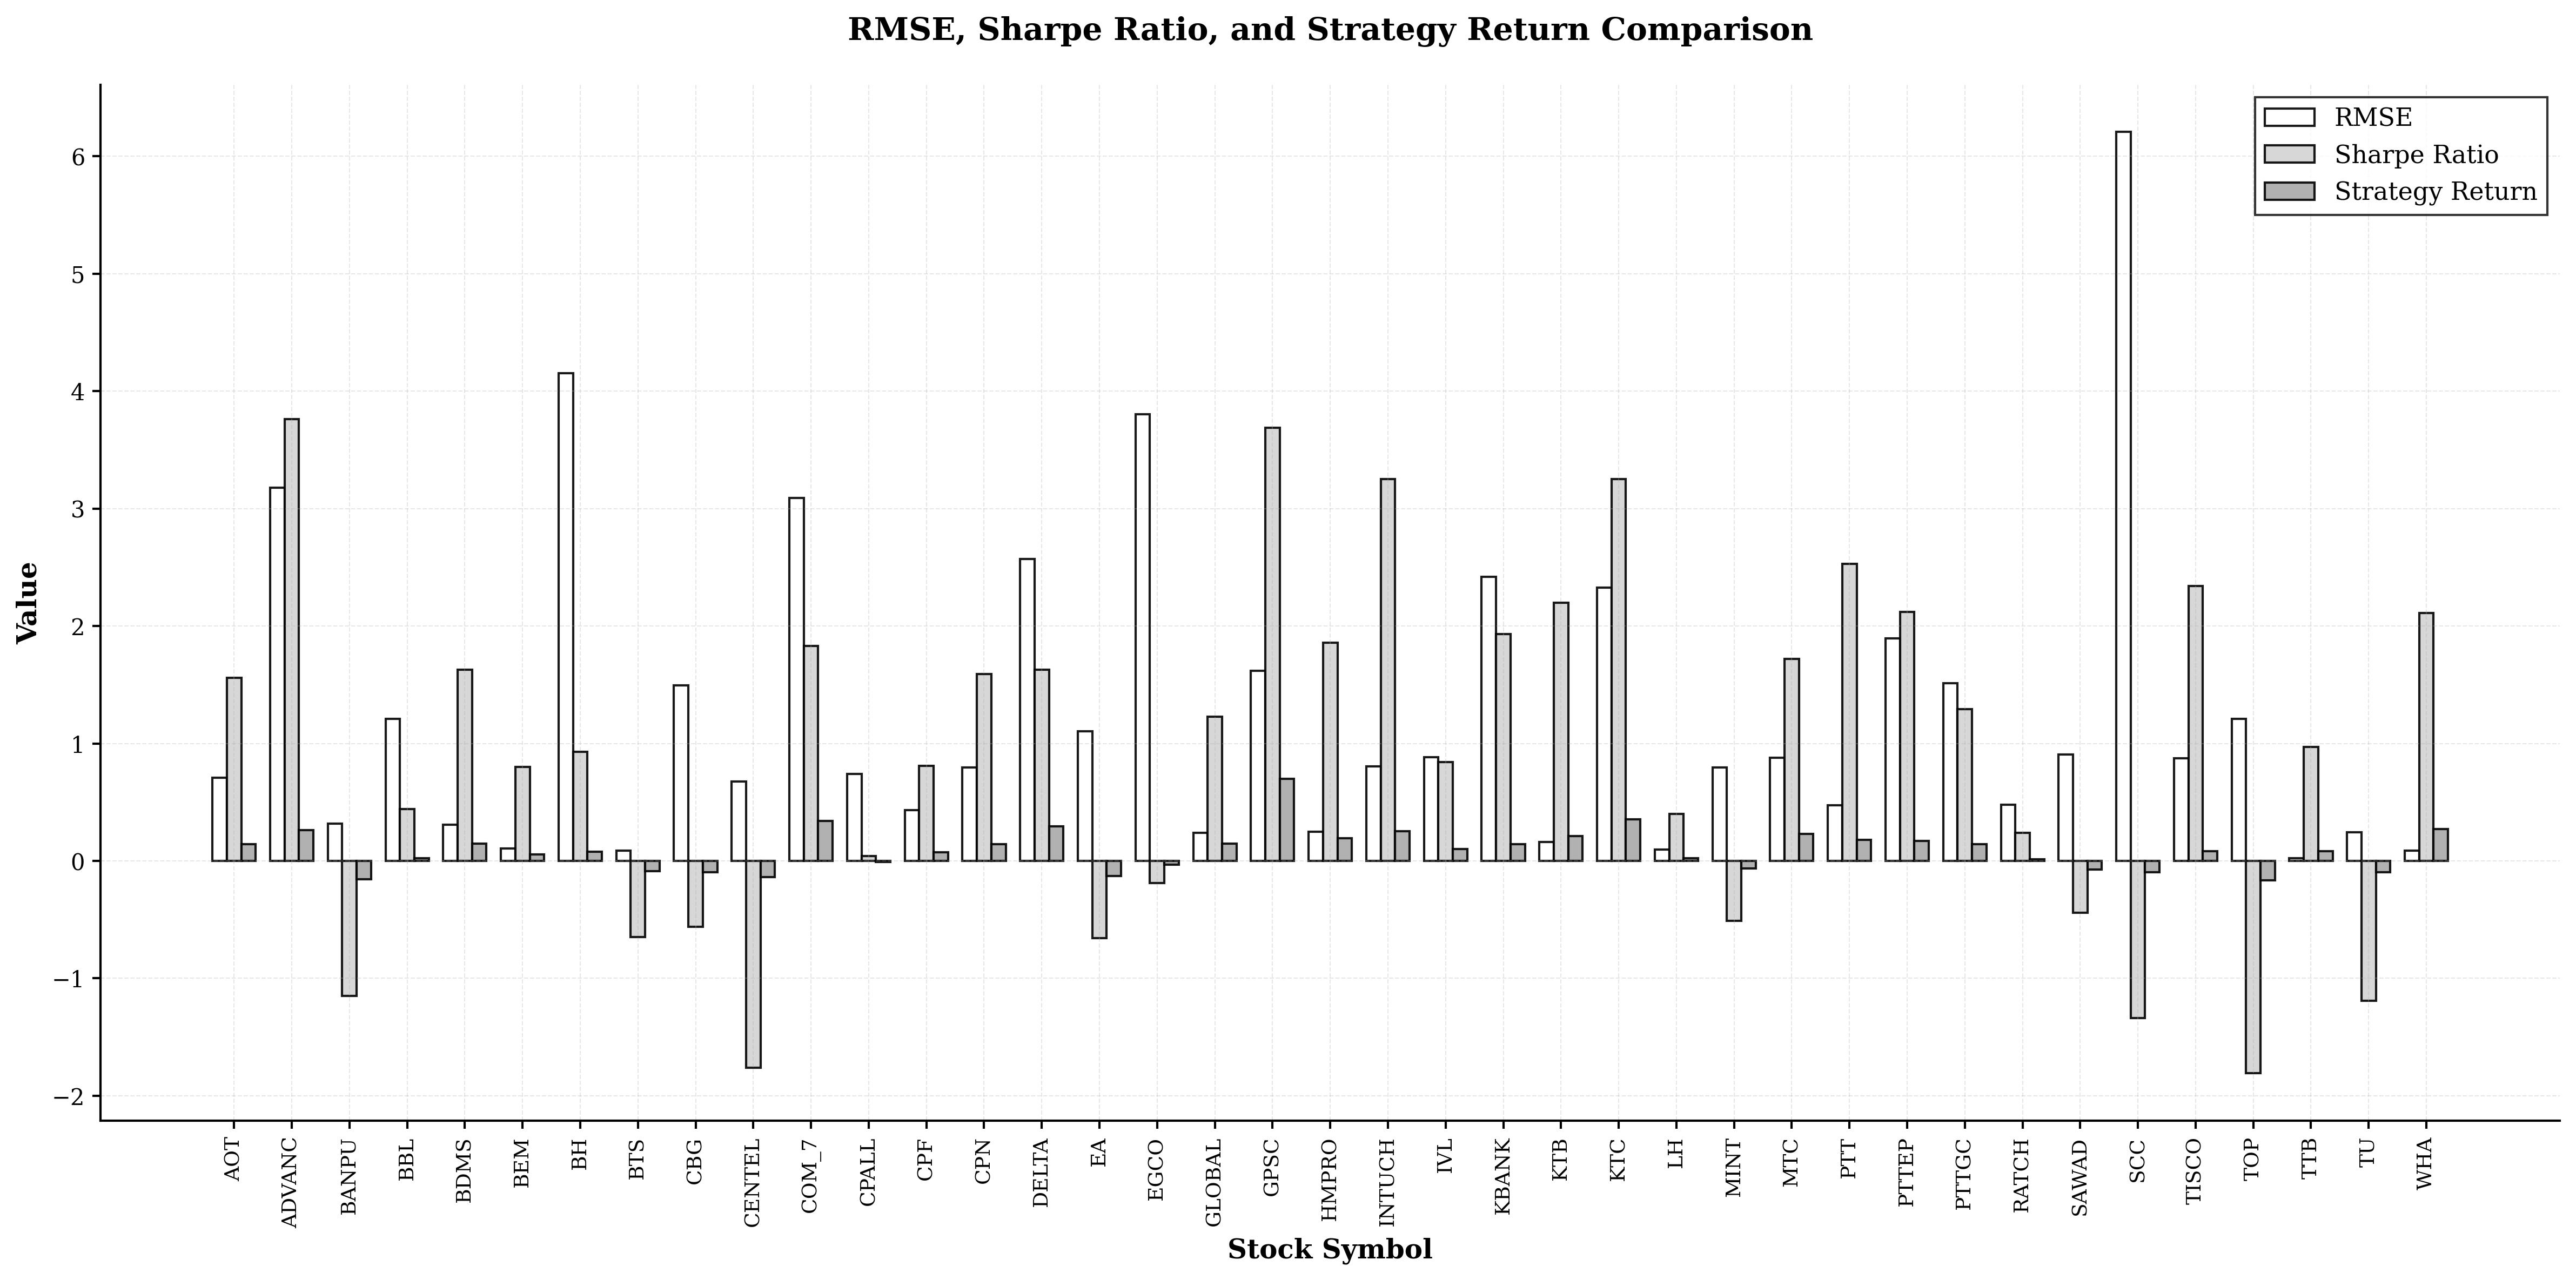 RMSE, Sharpe Ratio, and Strategy Return Comparison
RMSE
Sharpe Ratio
Strategy Return
Value
6
5
4
3
2
1
0
−1
−2
AOT
ADVANC
BANPU
BBL
BDMS
BEM
BH
BTS
CBG
CENTEL
COM_7
CPALL
CPF
CPN
DELTA
EA
EGCO
GLOBAL
GPSC
HMPRO
INTUCH
IVL
KBANK
KTB
KTC
LH
MINT
MTC
PTT
PTTEP
PTTGC
RATCH
SAWAD
SCC
TISCO
TOP
TTB
TU
WHA
Stock Symbol